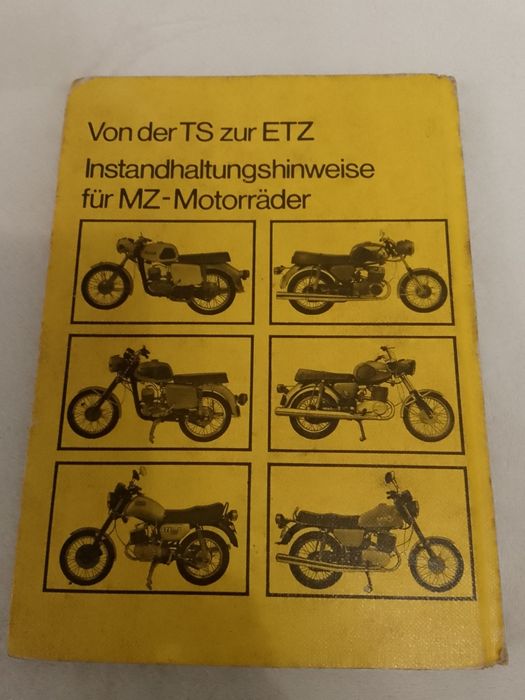 Von der TS zur ETZ
Instandhaltungshinweise
für MZ-Motorräder